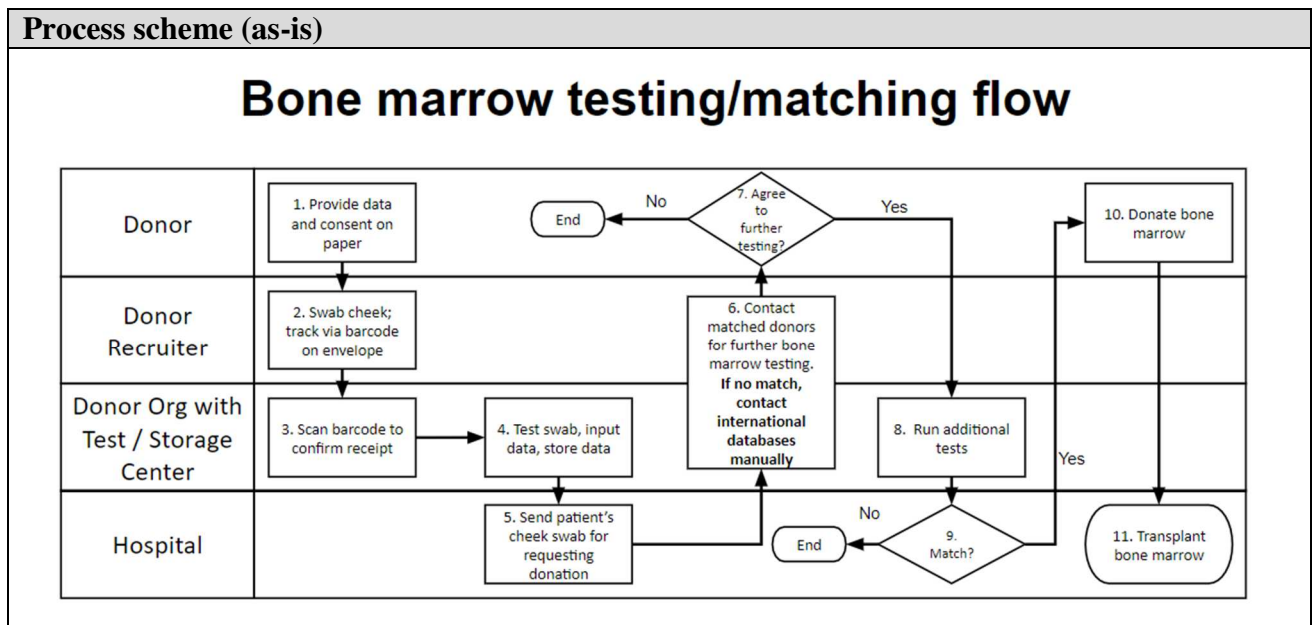 Process scheme (as-is)
Bone marrow testing/matching flow
Donor
1. Provide data
and consent on
paper
End
No
7. Agree
to
further
testing?
Yes
10. Donate bone
marrow
Donor
Recruiter
2. Swab cheek;
track via barcode
on envelope
6. Contact
matched donors
for further bone
marrow testing.
If no match,
contact
international
databases
manually
Donor Org with
Test / Storage
Center
3. Scan barcode to
confirm receipt
4. Test swab, input
data, store data
8. Run additional
tests
Yes
Hospital
5. Send patient's
cheek swab for
requesting
donation
End
No
9.
Match?
11. Transplant
bone marrow